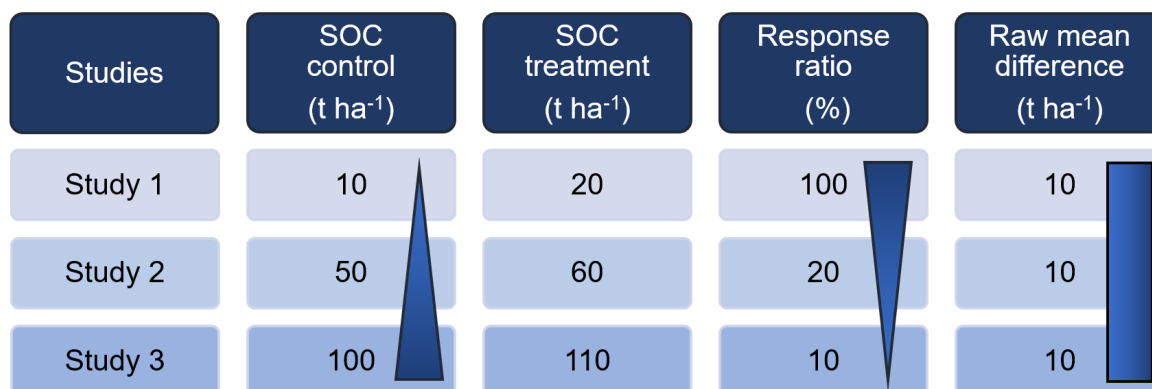 Studies
SOC
control
(t ha⁻¹)
SOC
treatment
(t ha⁻¹)
Response
ratio
(%)
Raw mean
difference
(t ha⁻¹)
Study 1
10
20
100
10
Study 2
50
60
20
10
Study 3
100
110
10
10